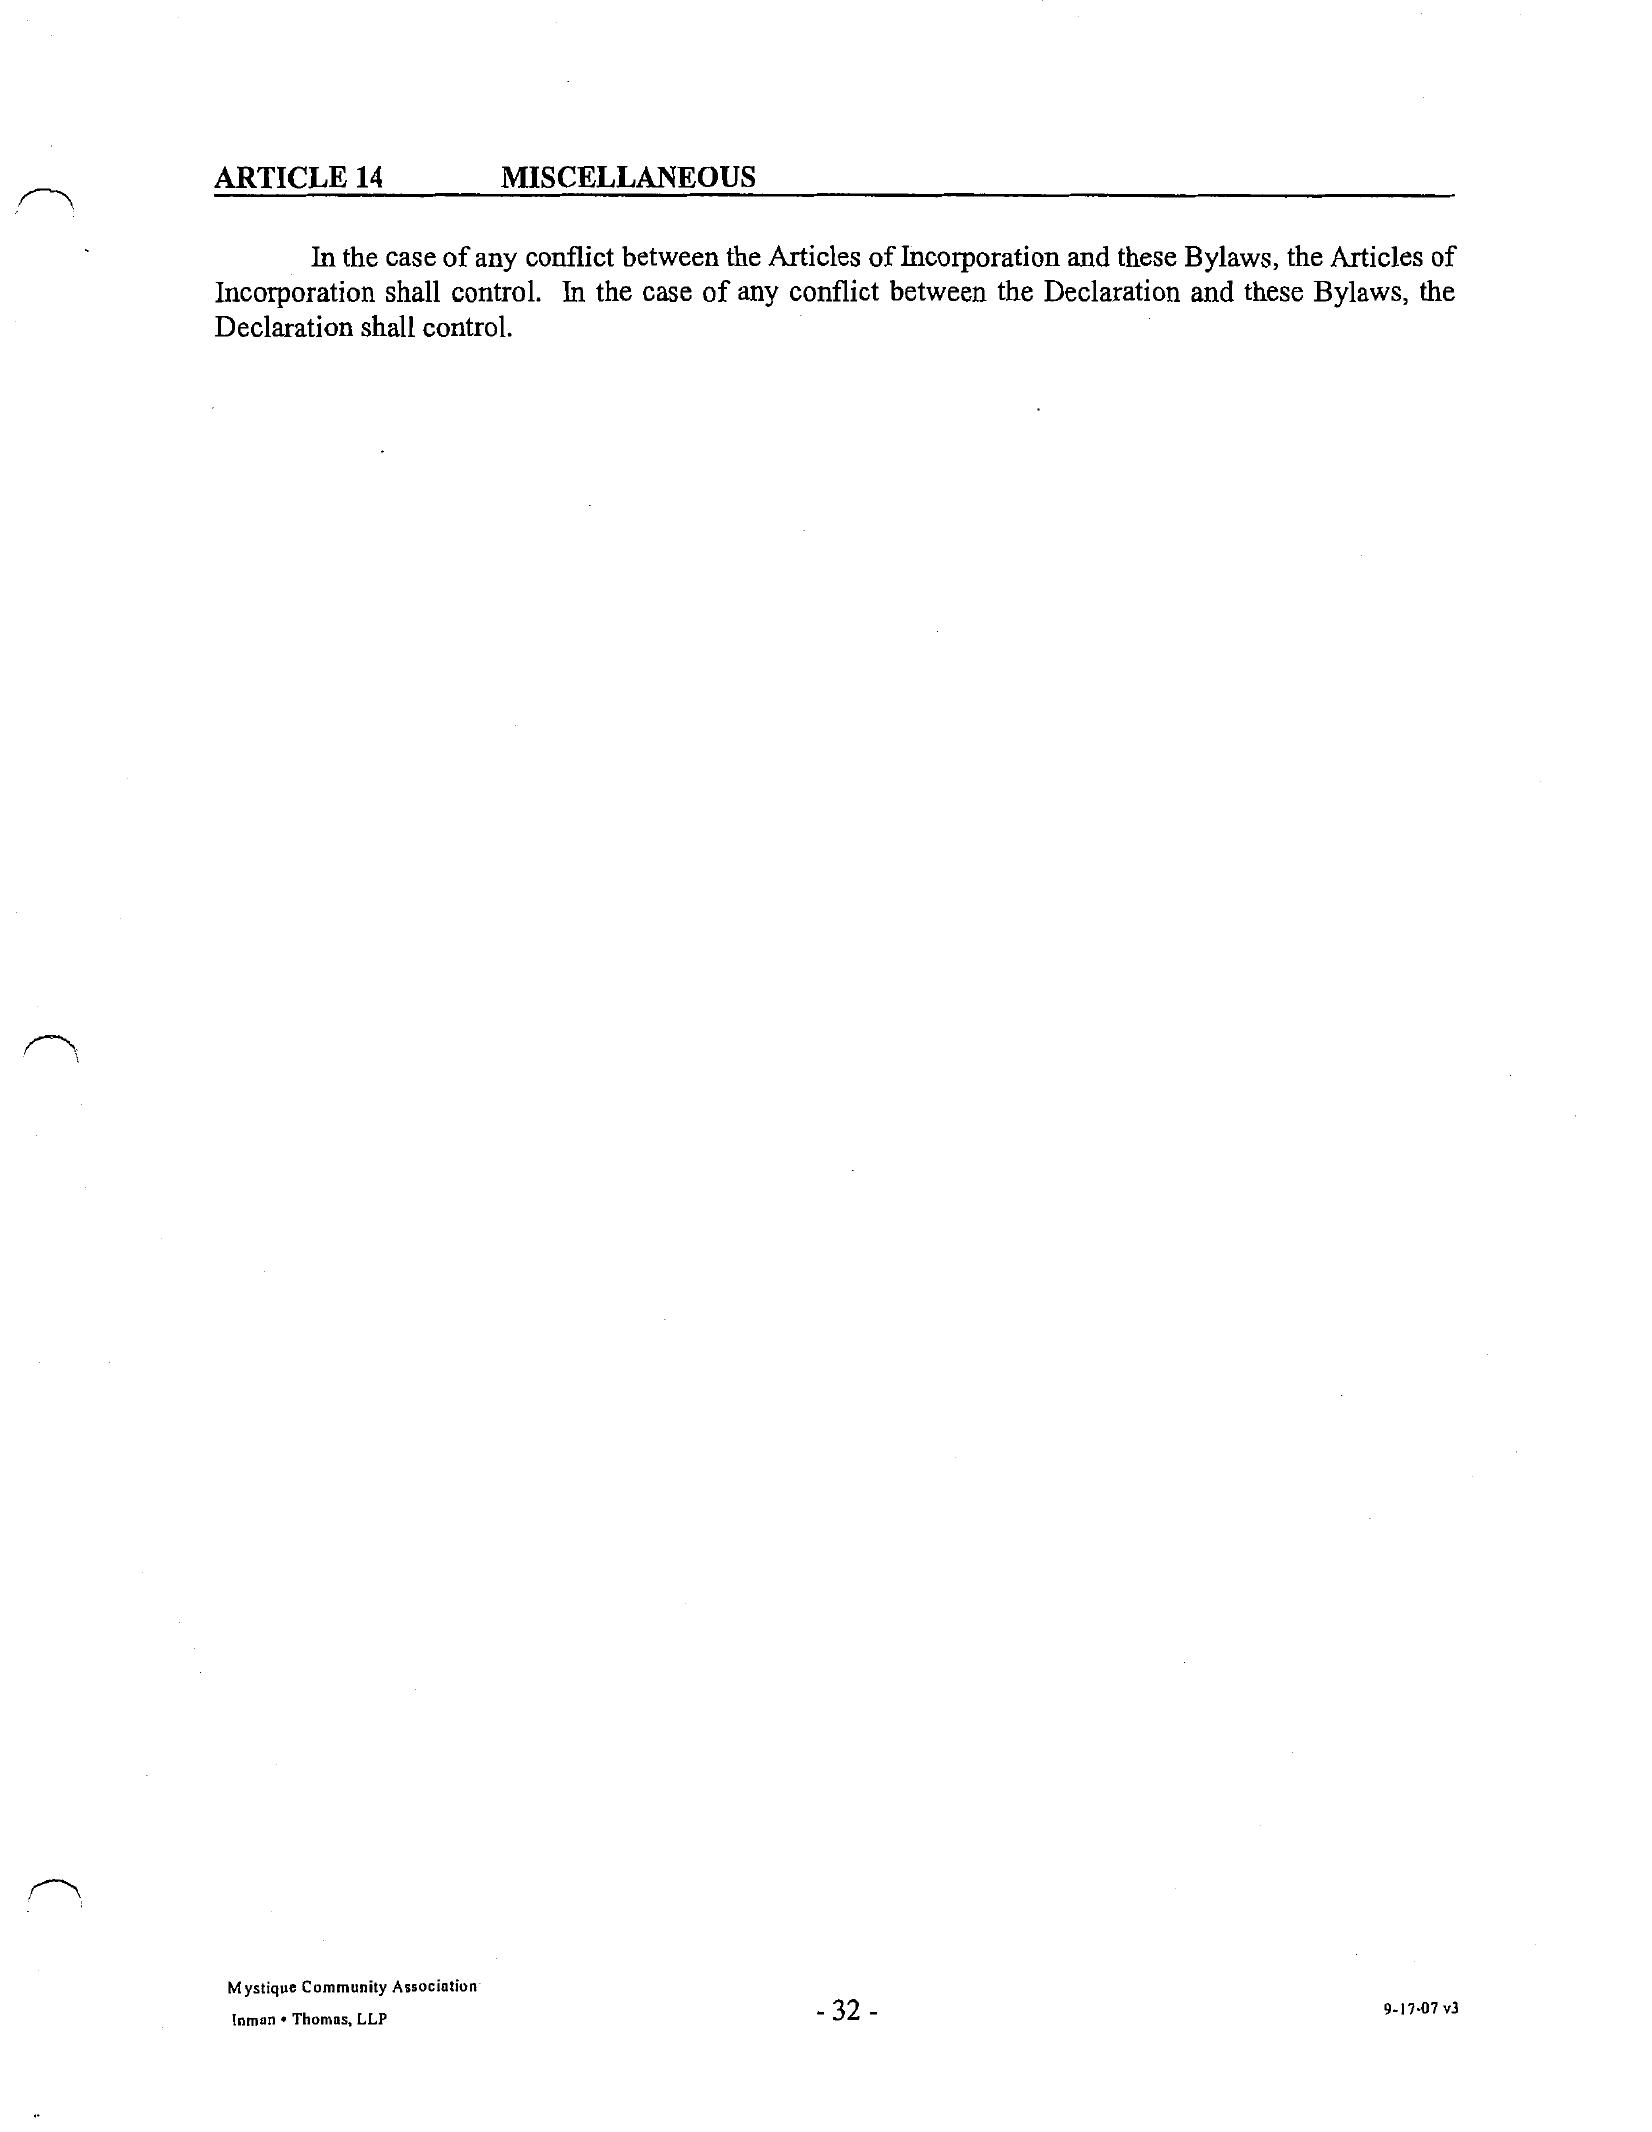 ARTICLE 14 MISCELLANEOUS
In the case of any conflict between the Articles of Incorporation and these Bylaws, the Articles of
Incorporation shall control. In the case of any conflict between the Declaration and these Bylaws, the
Declaration shall control.
Mystique Community Association
Inman • Thomas, LLP
- 32 -
9-17-07 v3